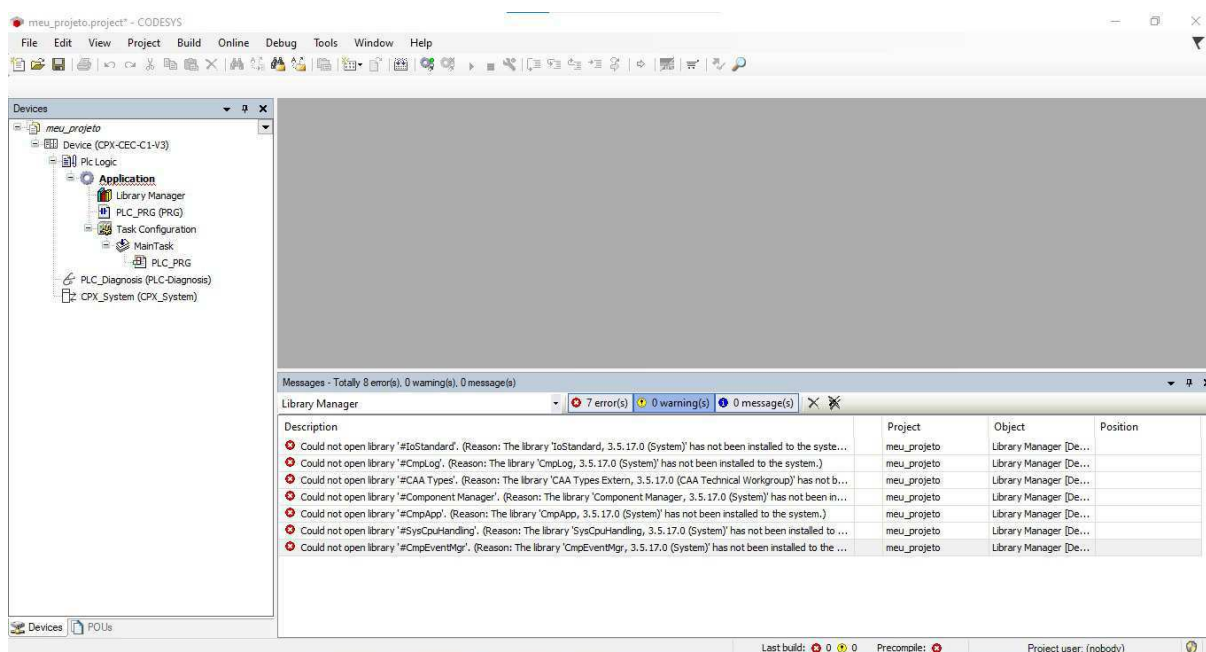 meu_projeto.project* - CODESYS
File Edit View Project Build Online Debug Tools Window Help
Devices
meu_projeto
Device (CPX-CEC-C1-V3)
Plc Logic
Application
Library Manager
PLC_PRG (PRG)
Task Configuration
MainTask
PLC_PRG
PLC_Diagnosis (PLC-Diagnosis)
CPX_System (CPX_System)
Devices POUs
Messages - Totally 8 error(s), 0 warning(s), 0 message(s)
Library Manager 7 error(s) 0 warning(s) 0 message(s)
Description Project Object Position
Could not open library '#IoStandard'. (Reason: The library 'IoStandard, 3.5.17.0 (System)' has not been installed to the syste... meu_projeto Library Manager [De...
Could not open library '#CmpLog'. (Reason: The library 'CmpLog, 3.5.17.0 (System)' has not been installed to the system.) meu_projeto Library Manager [De...
Could not open library '#CAA Types'. (Reason: The library 'CAA Types Extern, 3.5.17.0 (CAA Technical Workgroup)' has not b... meu_projeto Library Manager [De...
Could not open library '#Component Manager'. (Reason: The library 'Component Manager, 3.5.17.0 (System)' has not been in... meu_projeto Library Manager [De...
Could not open library '#CmpApp'. (Reason: The library 'CmpApp, 3.5.17.0 (System)' has not been installed to the system.) meu_projeto Library Manager [De...
Could not open library '#SysCpuHandling'. (Reason: The library 'SysCpuHandling, 3.5.17.0 (System)' has not been installed to ... meu_projeto Library Manager [De...
Could not open library '#CmpEventMgr'. (Reason: The library 'CmpEventMgr, 3.5.17.0 (System)' has not been installed to the ... meu_projeto Library Manager [De...
Last build: 0 0 Precompile: Project user: (nobody)